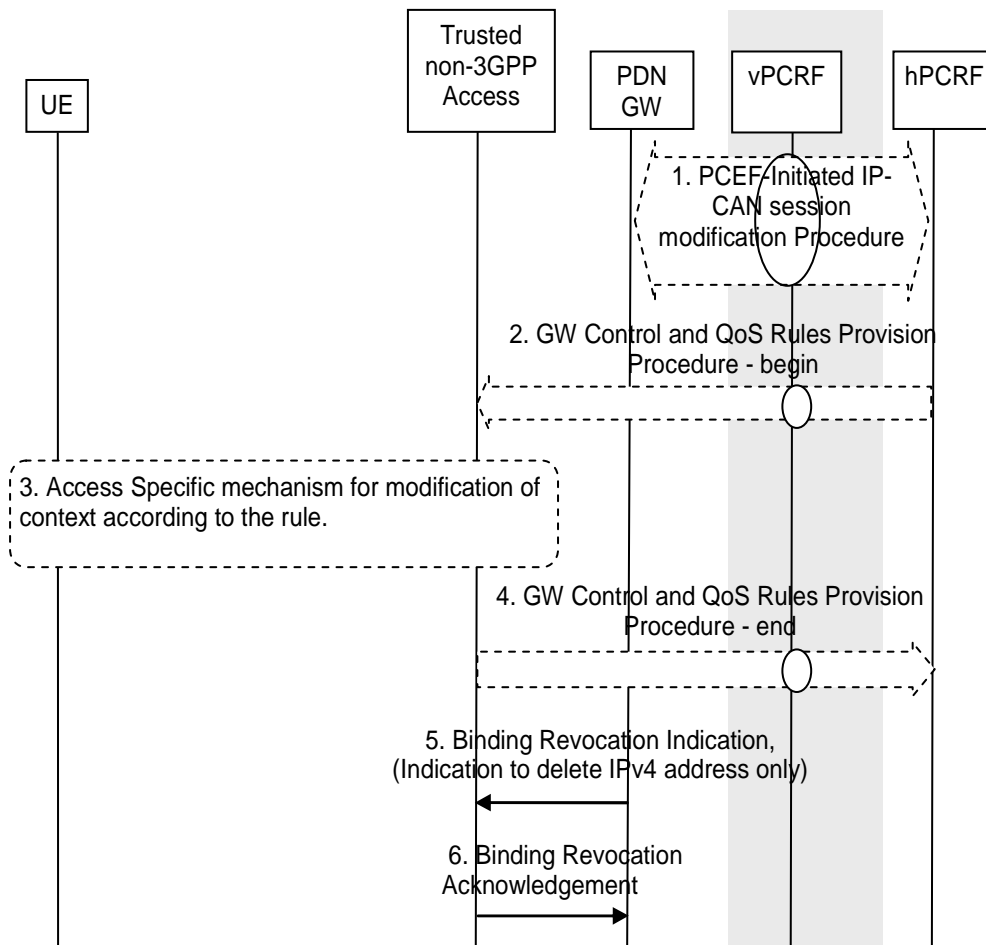 UE
Trusted
non-3GPP
Access
PDN
GW
vPCRF
hPCRF
1. PCEF-Initiated IP-
CAN session
modification Procedure
2. GW Control and QoS Rules Provision
Procedure - begin
3. Access Specific mechanism for modification of
context according to the rule.
4. GW Control and QoS Rules Provision
Procedure - end
5. Binding Revocation Indication,
(Indication to delete IPv4 address only)
6. Binding Revocation
Acknowledgement